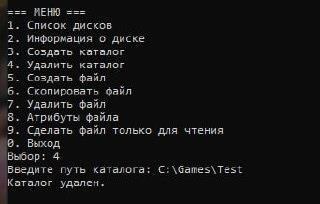 === МЕНЮ ===
1. Список дисков
2. Информация о диске
3. Создать каталог
4. Удалить каталог
5. Создать файл
6. Скопировать файл
7. Удалить файл
8. Атрибуты файла
9. Сделать файл только для чтения
0. Выход
Выбор: 4
Введите путь каталога: C:\Games\Test
Каталог удален.